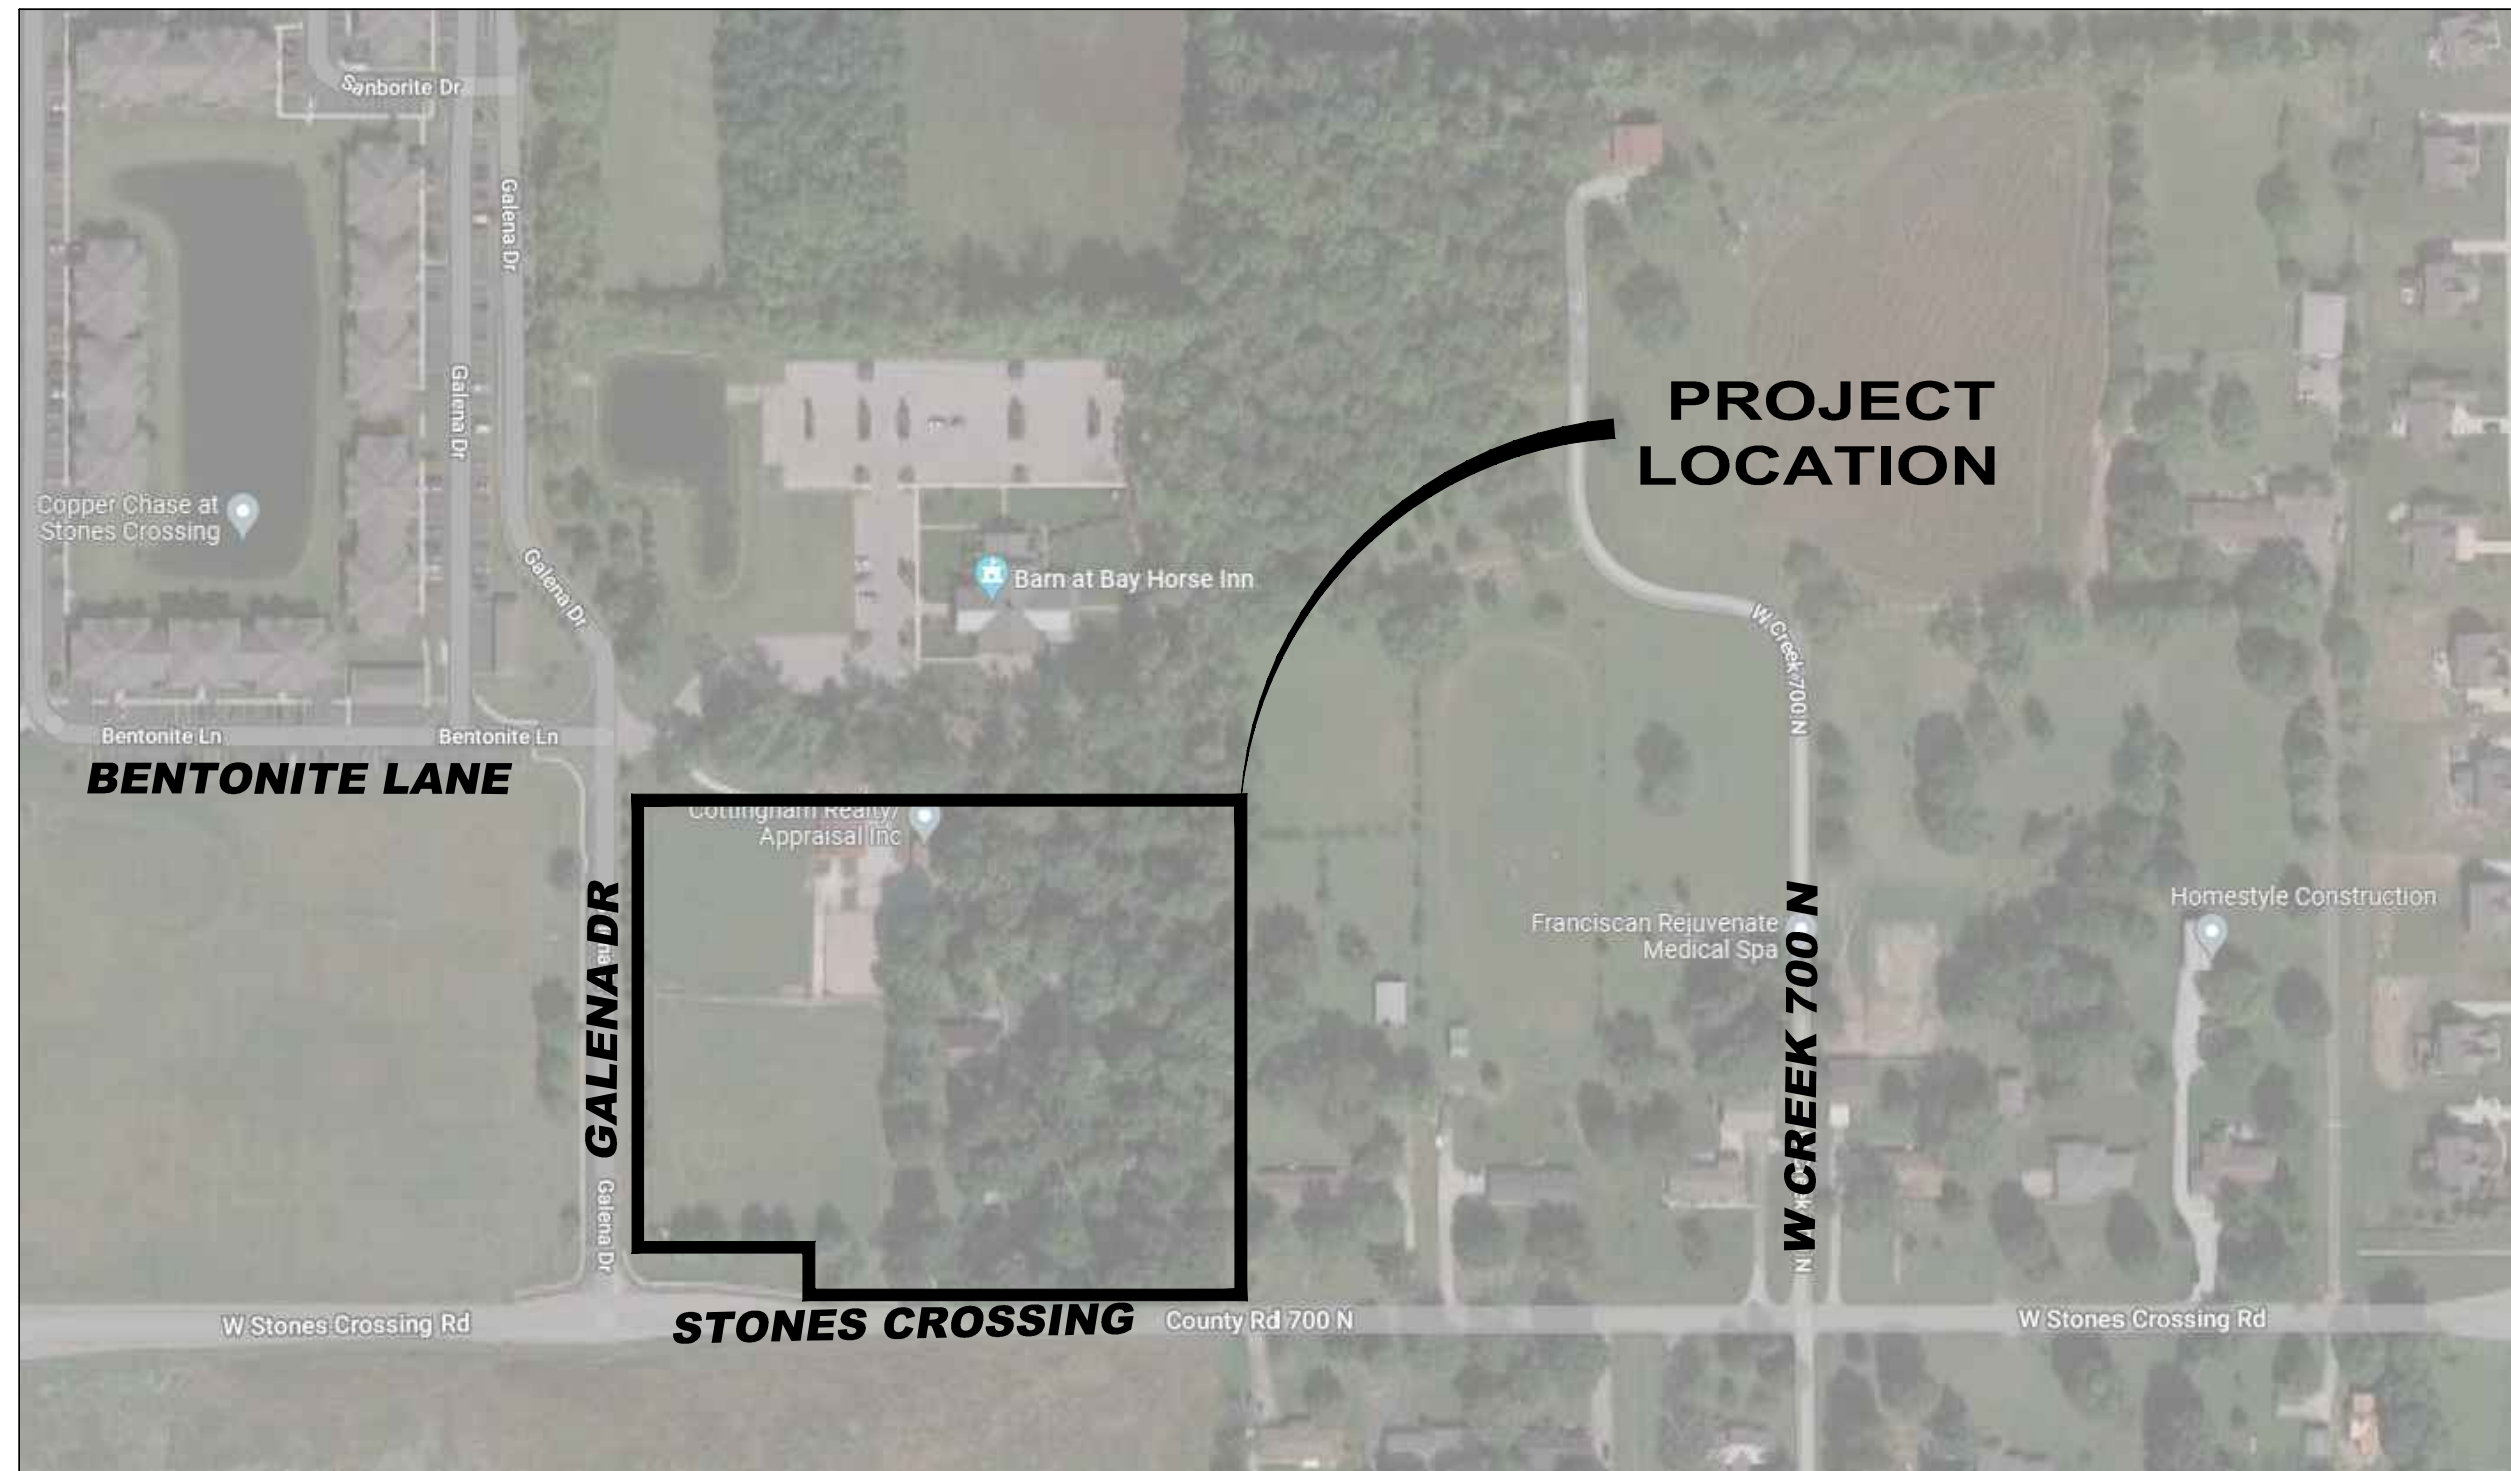 Sanborite Dr
Galena Dr
Galena Dr
PROJECT
LOCATION
Copper Chase at
Stones Crossing
Galena Dr
Barn at Bay Horse Inn
W Creek 700 N
Bentonite Ln
Bentonite Ln
BENTONITE LANE
Cottingham Realty/
Appraisal Inc
GALENA DR
Homestyle Construction
Franciscan Rejuvenate
Medical Spa
W CREEK 700 N
Galena Dr
W Stones Crossing Rd
STONES CROSSING
County Rd 700 N
W Stones Crossing Rd